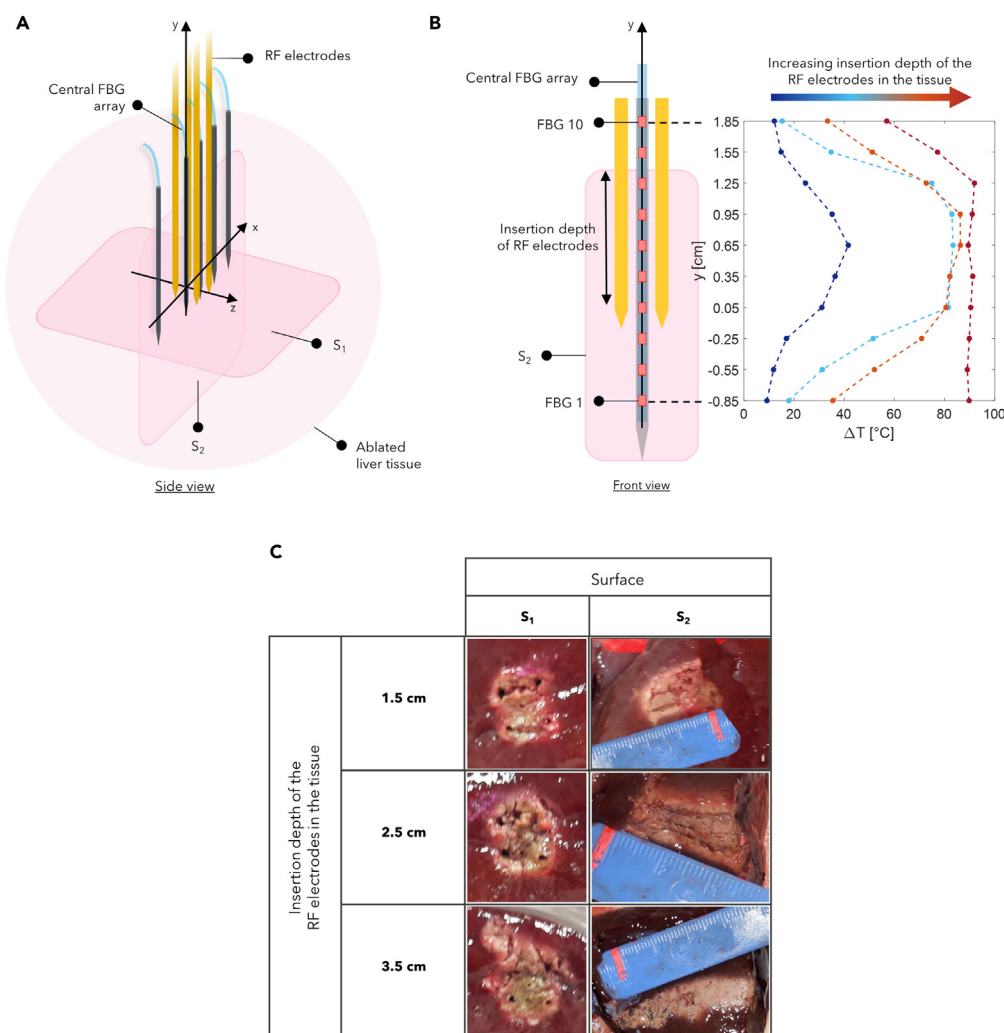 A
y
RF electrodes
Central FBG
array
x
z
S₁
S₂
Ablated
liver tissue
Side view
B
y
Central FBG array
FBG 10
Insertion depth
of RF electrodes
S₂
FBG 1
Front view
Increasing insertion depth of the
RF electrodes in the tissue
1.85
1.55
1.25
0.95
0.65
0.35
0.05
-0.25
-0.55
-0.85
y [cm]
0 20 40 60 80 100
ΔT [°C]
C
Surface
S₁ S₂
Insertion depth of the
RF electrodes in the tissue
1.5 cm
2.5 cm
3.5 cm